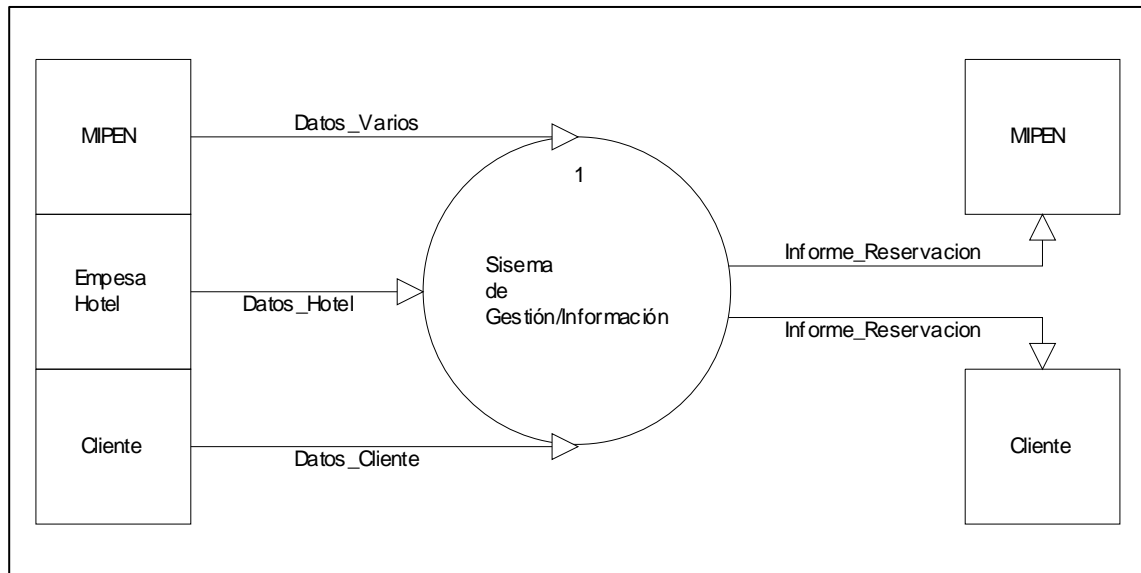 MIPEN
Datos_Varios
MIPEN
1
Empesa
Hotel
Datos_Hotel
Sisema
de
Gestión/Información
Informe_Reservacion
Informe_Reservacion
Cliente
Datos_Cliente
Cliente